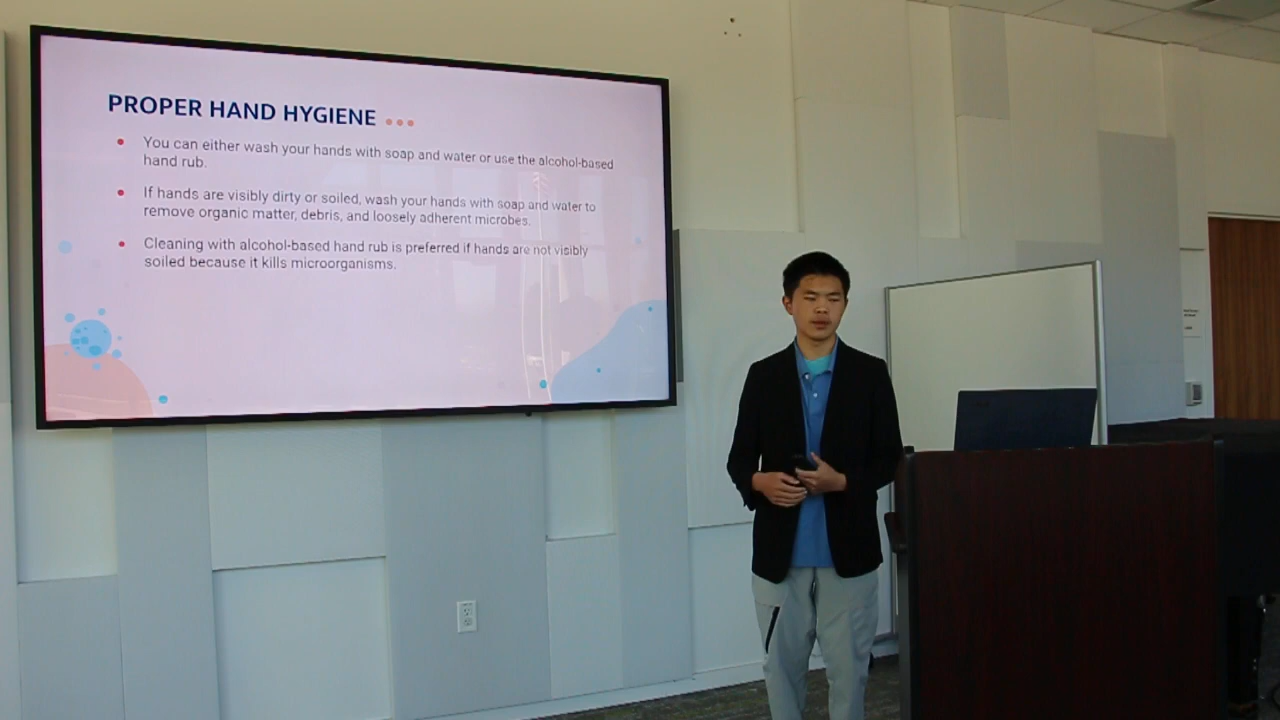 PROPER HAND HYGIENE
You can either wash your hands with soap and water or use the alcohol-based
hand rub.
If hands are visibly dirty or soiled, wash your hands with soap and water to
remove organic matter, debris, and loosely adherent microbes.
Cleaning with alcohol-based hand rub is preferred if hands are not visibly
soiled because it kills microorganisms.